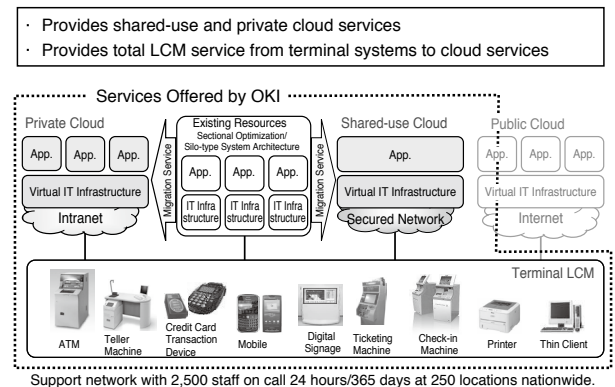 · Provides shared-use and private cloud services
· Provides total LCM service from terminal systems to cloud services
Services Offered by OKI
Private Cloud
App. App. App.
Virtual IT Infrastructure
Intranet
Migration Service
Existing Resources
Sectional Optimization/
Silo-type System Architecture
App. App. App.
IT Infra structure
IT Infra structure
IT Infra structure
Migration Service
Shared-use Cloud
App.
Virtual IT Infrastructure
Secured Network
Public Cloud
App. App. App.
Virtual IT Infrastructure
Internet
Terminal LCM
ATM
Teller
Machine
Credit Card
Transaction
Device
Mobile
Digital
Signage
Ticketing
Machine
Check-in
Machine
Printer
Thin Client
Support network with 2,500 staff on call 24 hours/365 days at 250 locations nationwide.